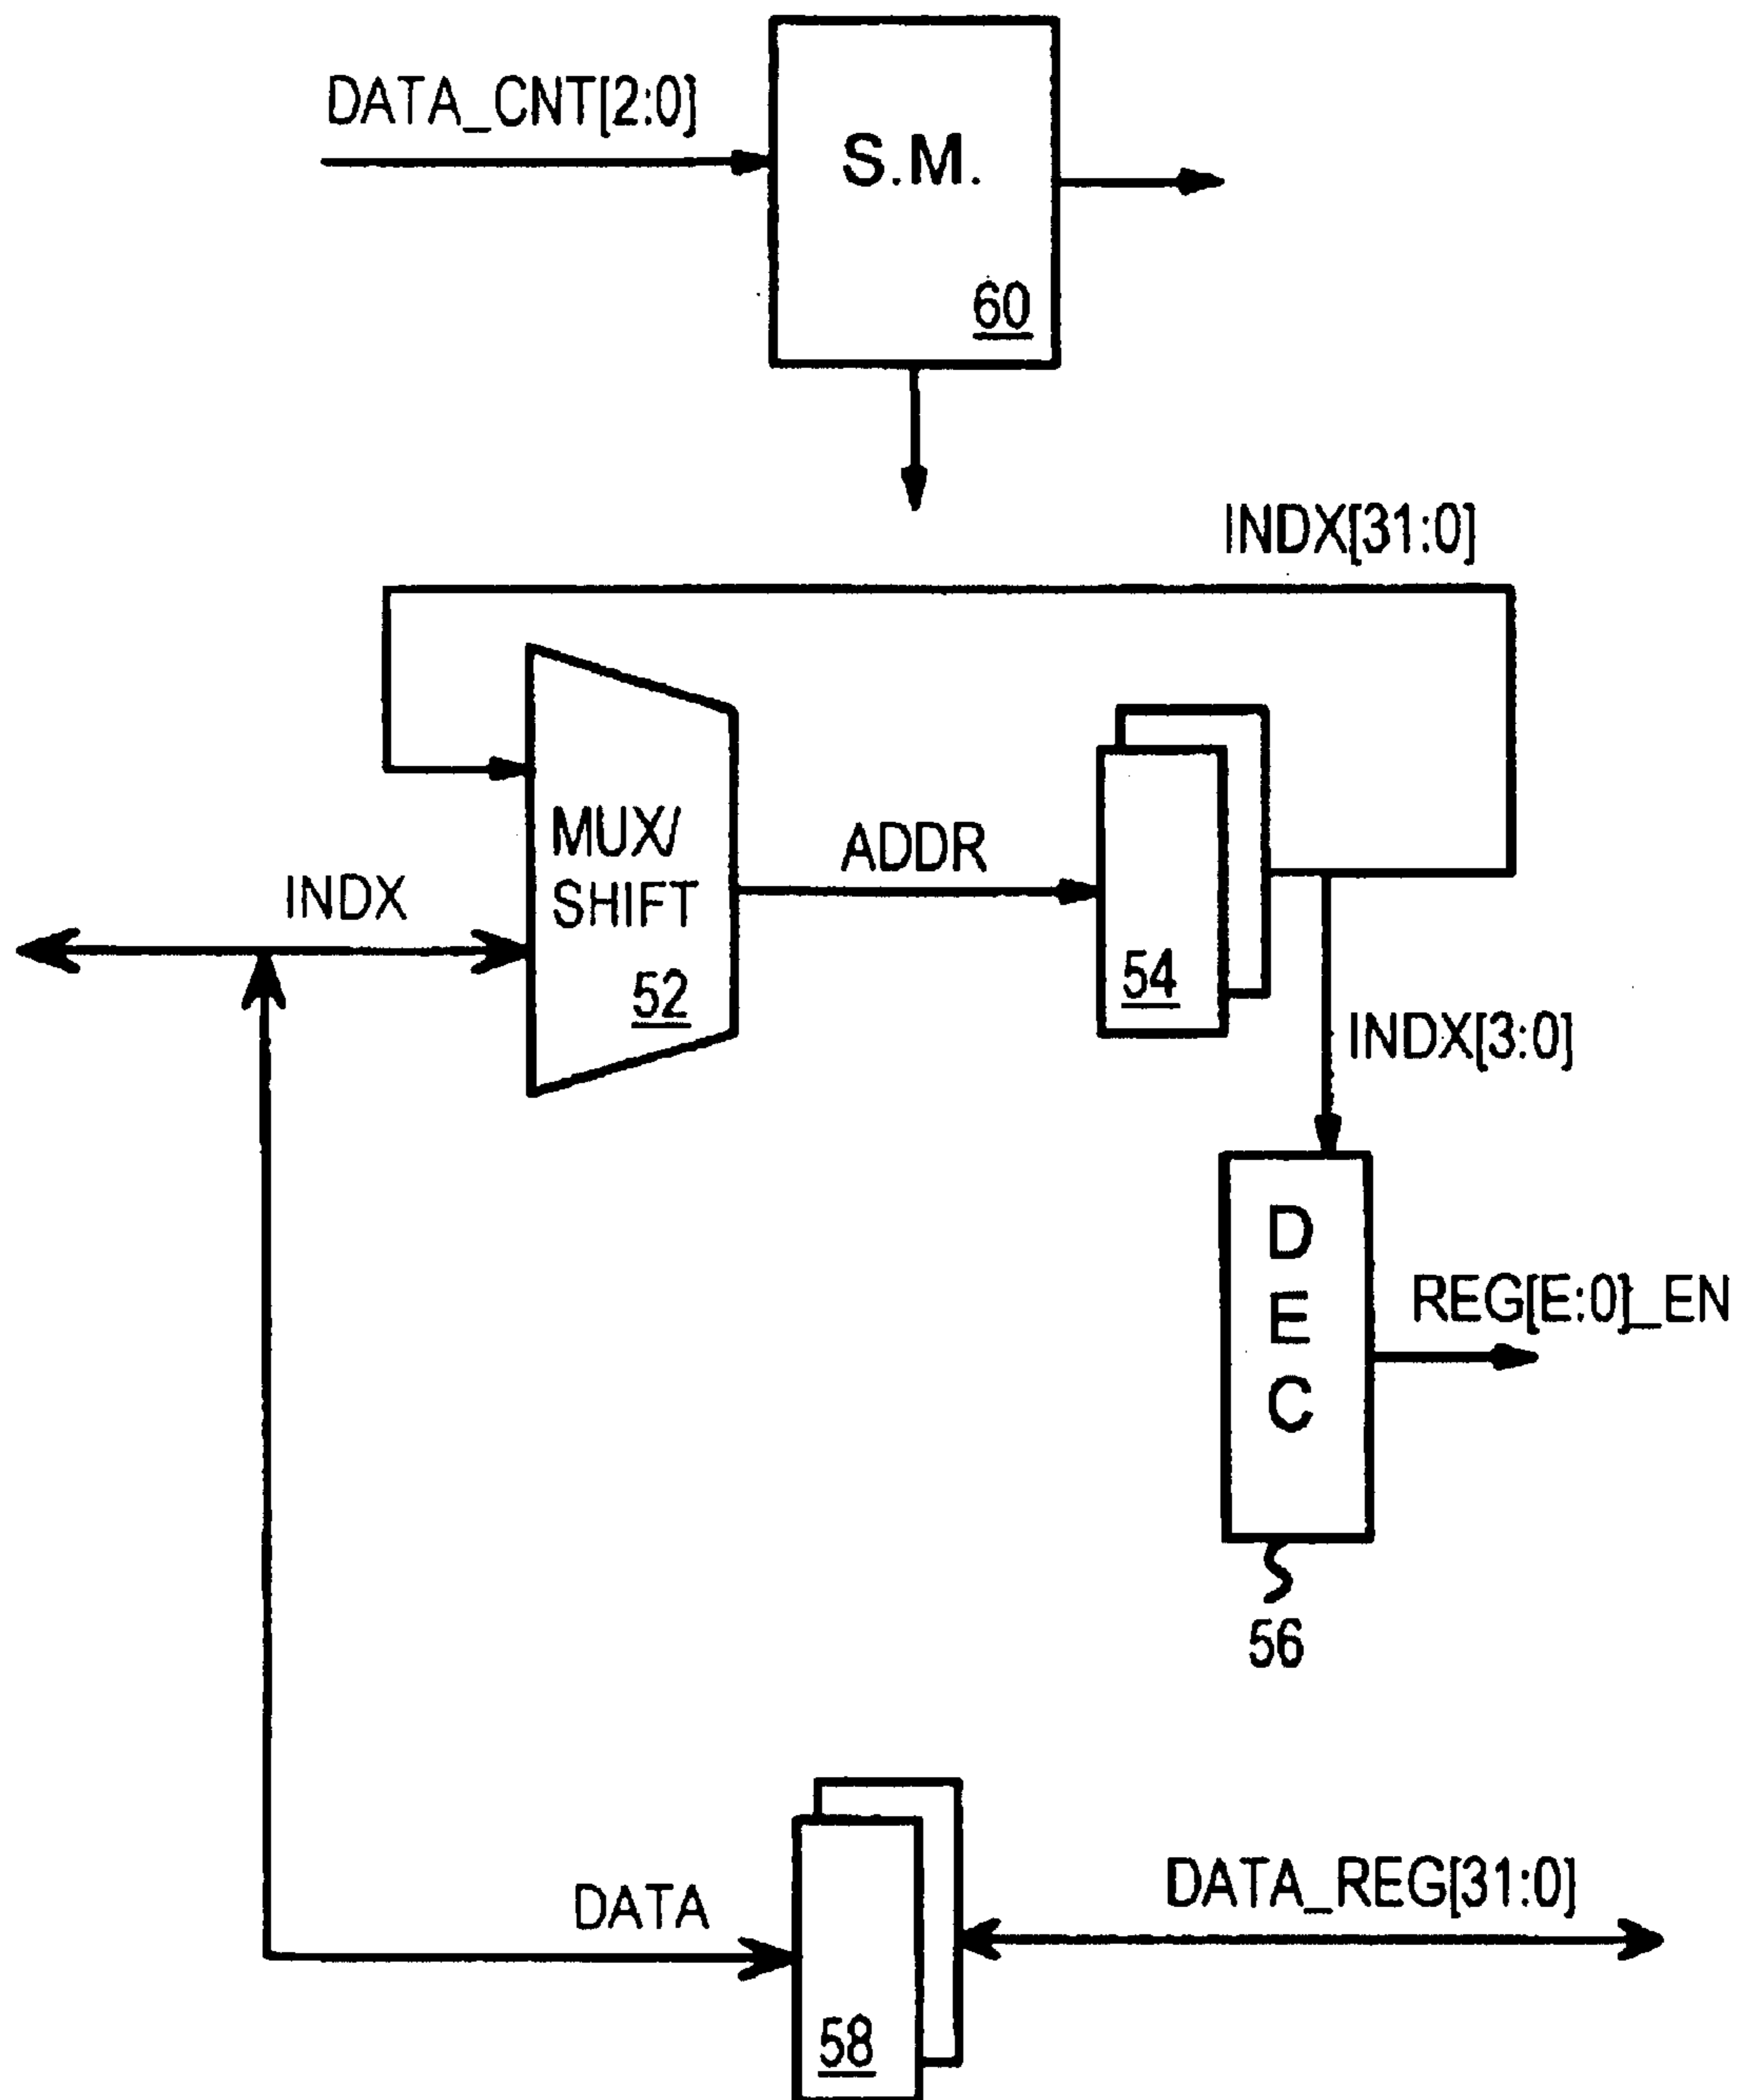 DATA_CNT[2:0]
S.M.
60
INDX[31:0]
MUX/
SHIFT
52
ADDR
INDX
54
INDX[3:0]
D
E
C
REG[E:0]_EN
56
DATA
DATA_REG[31:0]
58